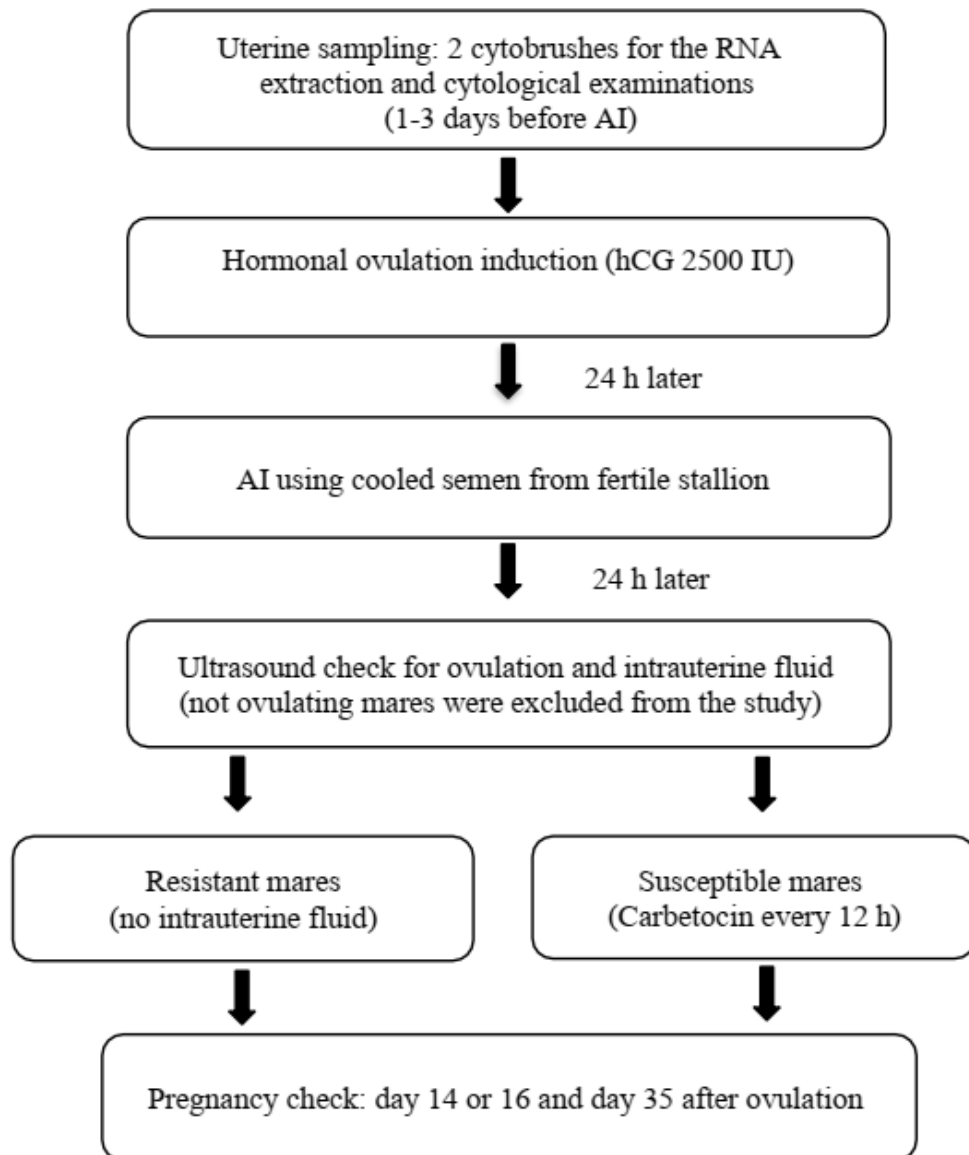 Uterine sampling: 2 cytobrushes for the RNA
extraction and cytological examinations
(1-3 days before AI)
Hormonal ovulation induction (hCG 2500 IU)
24 h later
AI using cooled semen from fertile stallion
24 h later
Ultrasound check for ovulation and intrauterine fluid
(not ovulating mares were excluded from the study)
Resistant mares
(no intrauterine fluid)
Susceptible mares
(Carbetocin every 12 h)
Pregnancy check: day 14 or 16 and day 35 after ovulation